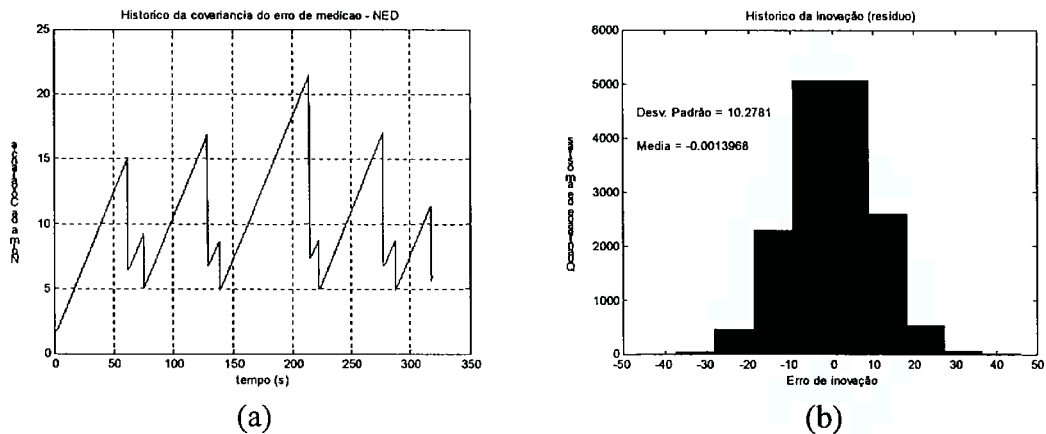 Historico da covariancia do erro de medicao - NED
25
20
15
10
5
0
0 50 100 150 200 250 300 350
tempo (s)
(a)
Historico da inovação (resíduo)
6000
5000
4000
3000
2000
1000
0
Desv. Padrão = 10.2781
Media = -0.0013968
-50 -40 -30 -20 -10 0 10 20 30 40 50
Erro de inovação
(b)